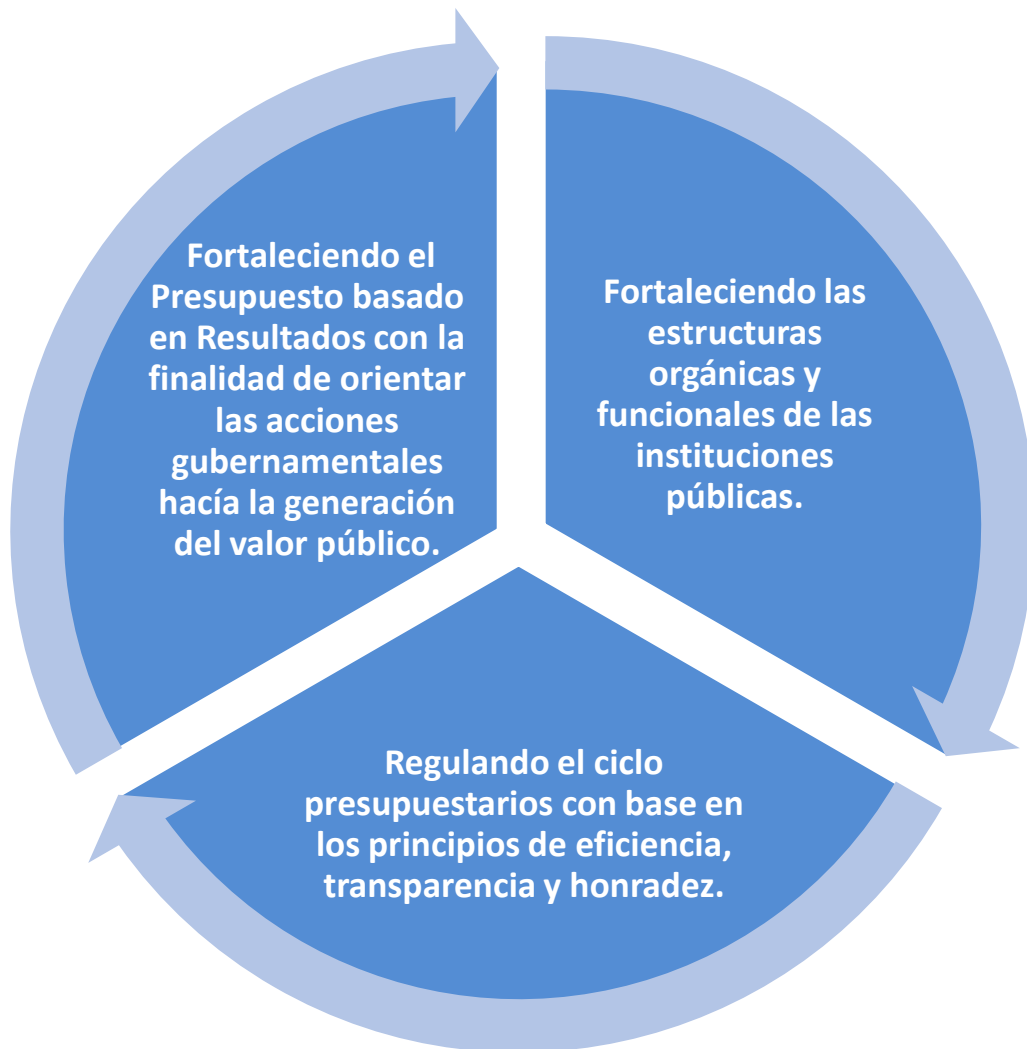 Fortaleciendo el
Presupuesto basado
en Resultados con la
finalidad de orientar
las acciones
gubernamentales
hacía la generación
del valor público.
Fortaleciendo las
estructuras
orgánicas y
funcionales de las
instituciones
públicas.
Regulando el ciclo
presupuestarios con base en
los principios de eficiencia,
transparencia y honradez.